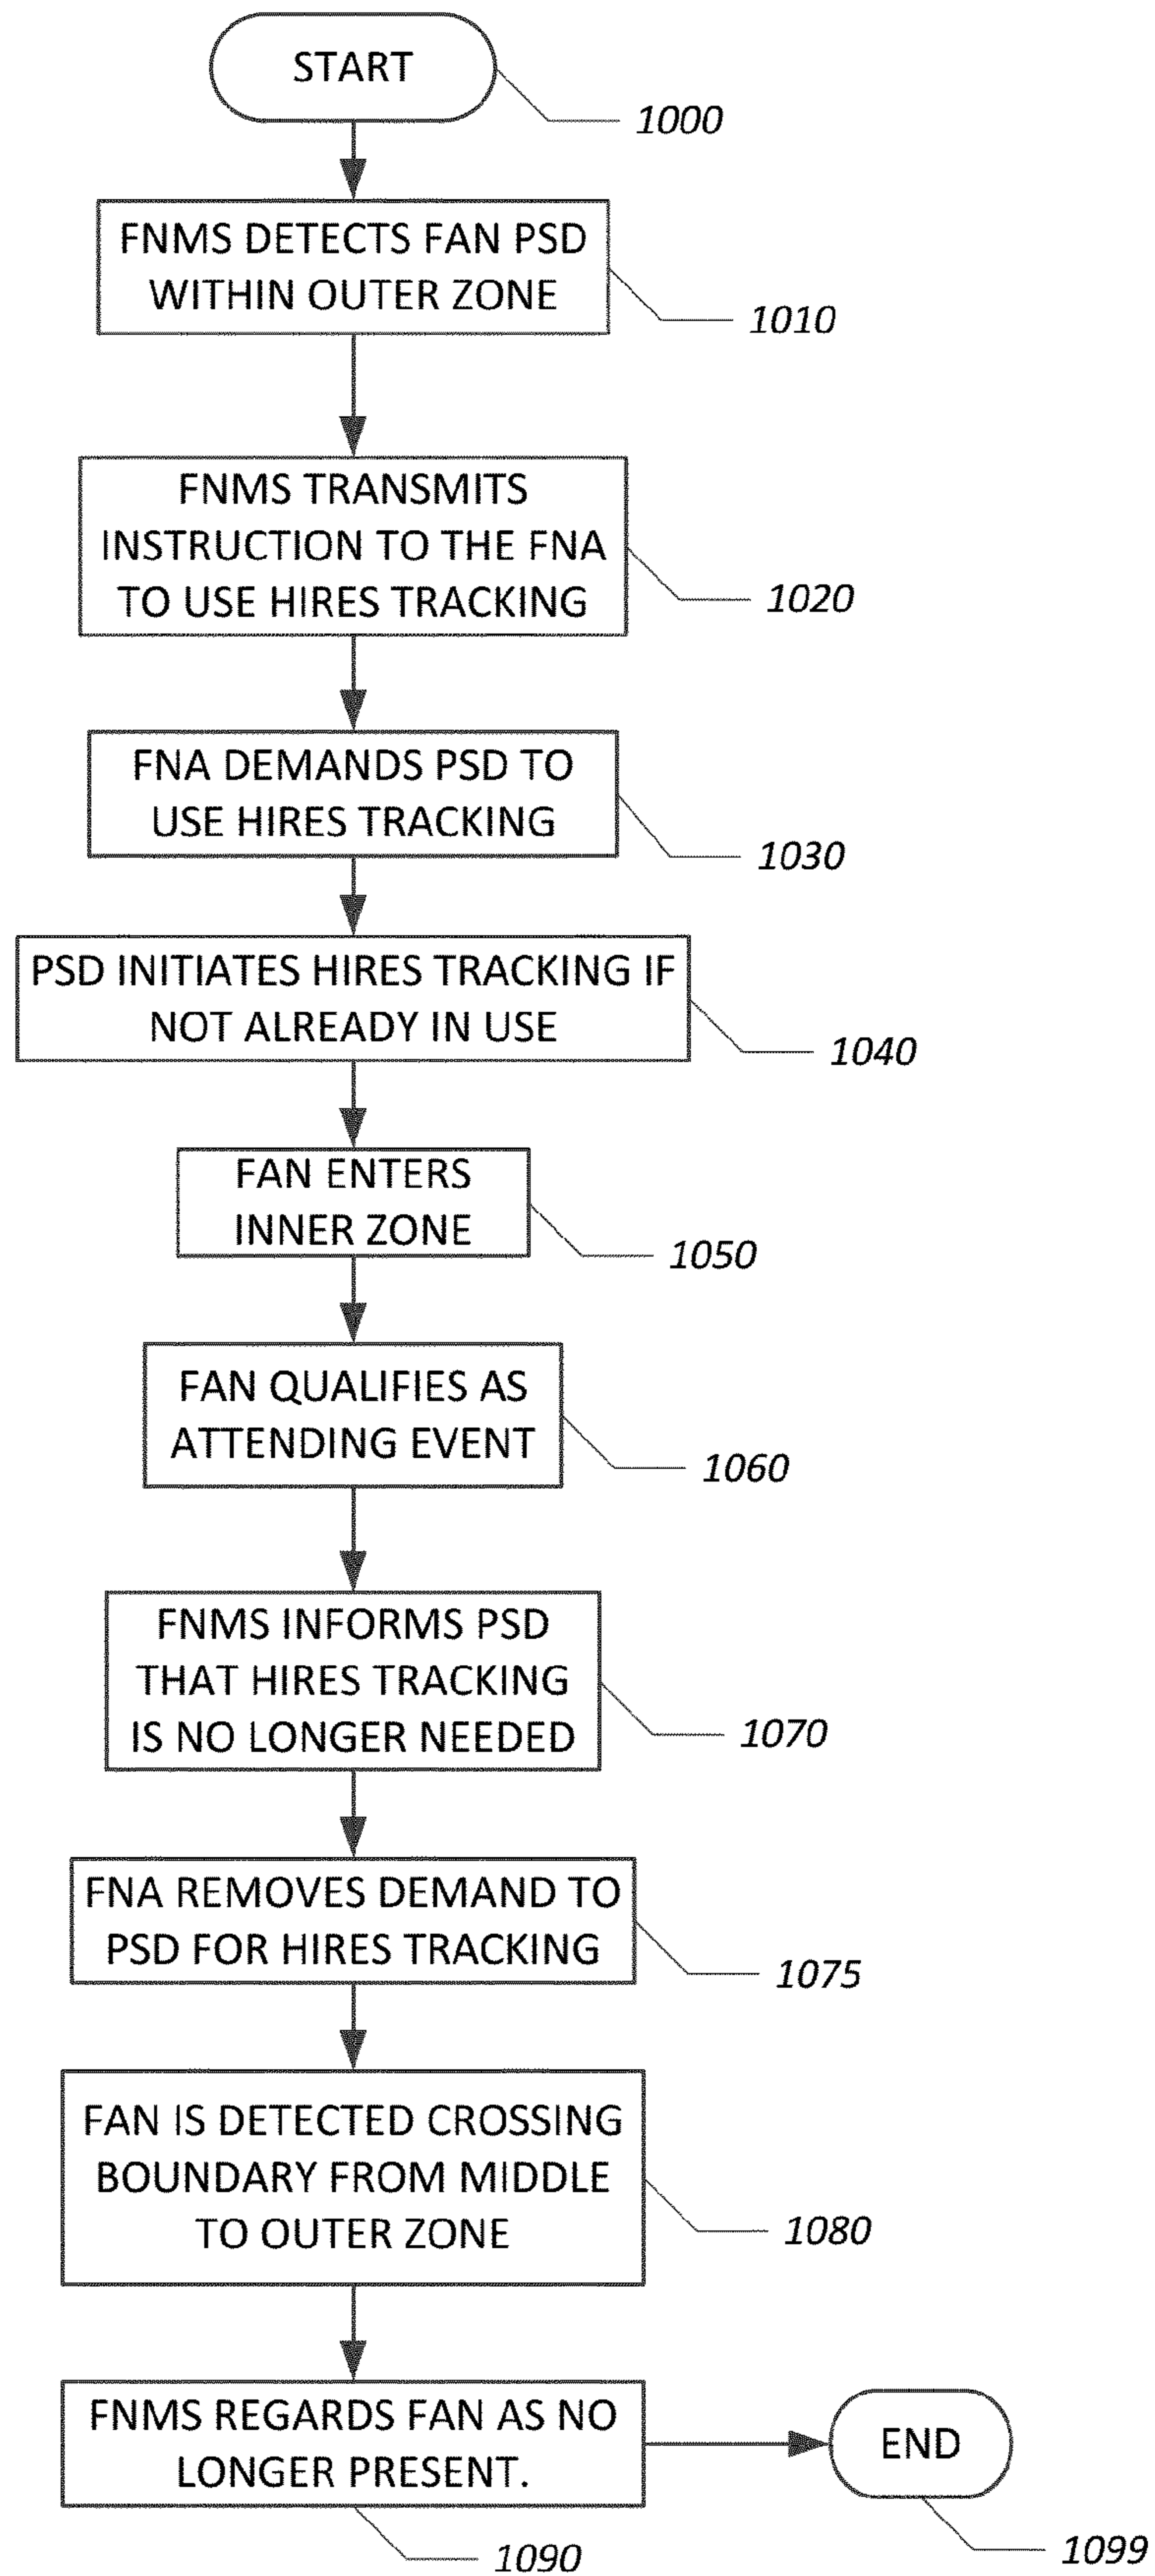 START
1000
FNMS DETECTS FAN PSD
WITHIN OUTER ZONE
1010
FNMS TRANSMITS
INSTRUCTION TO THE FNA
TO USE HIRES TRACKING
1020
FNA DEMANDS PSD TO
USE HIRES TRACKING
1030
PSD INITIATES HIRES TRACKING IF
NOT ALREADY IN USE
1040
FAN ENTERS
INNER ZONE
1050
FAN QUALIFIES AS
ATTENDING EVENT
1060
FNMS INFORMS PSD
THAT HIRES TRACKING
IS NO LONGER NEEDED
1070
FNA REMOVES DEMAND TO
PSD FOR HIRES TRACKING
1075
FAN IS DETECTED CROSSING
BOUNDARY FROM MIDDLE
TO OUTER ZONE
1080
FNMS REGARDS FAN AS NO
LONGER PRESENT.
1090
END
1099